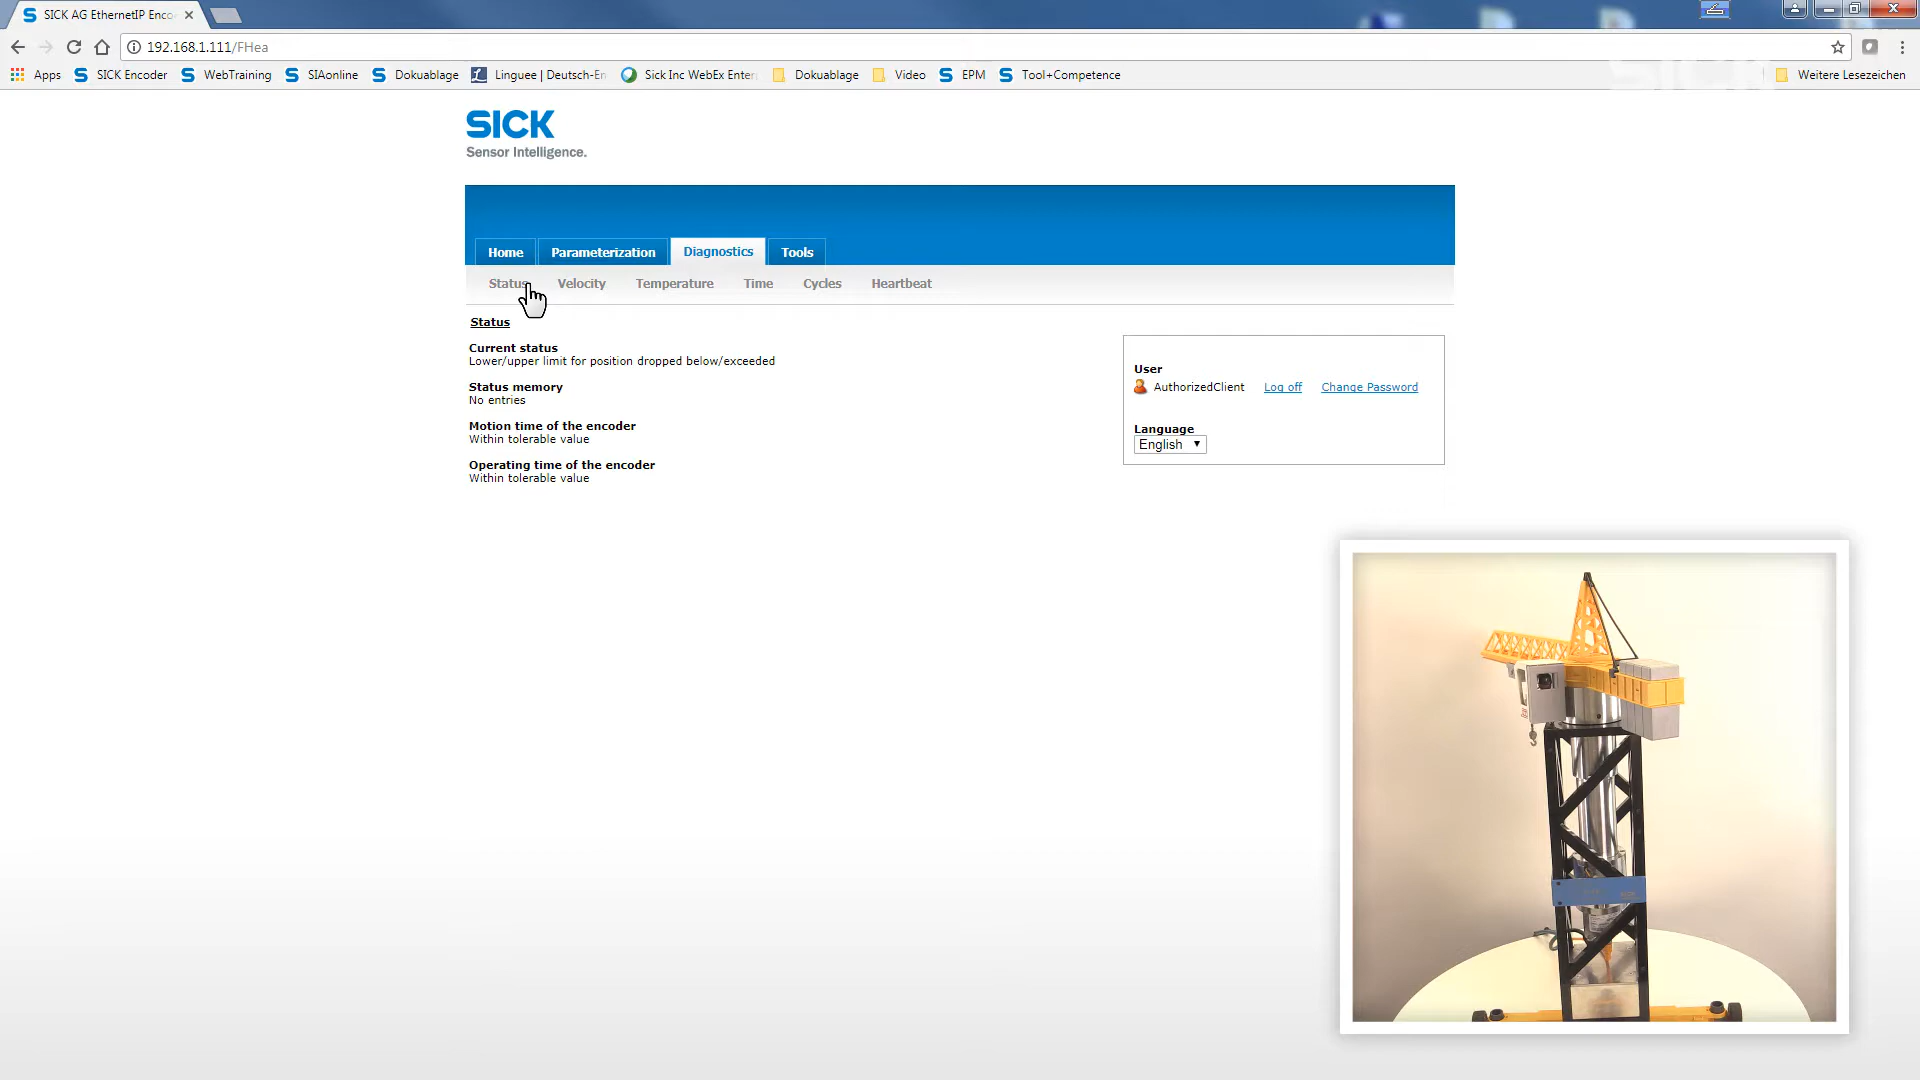 SICK AG EthernetIP Enco
192.168.1.111/FHea
Apps SICK Encoder WebTraining SIAonline Dokuablage Linguee | Deutsch-En Sick Inc WebEx Enter Dokuablage Video EPM Tool+Competence Weitere Lesezeichen
SICK
SICK
Sensor Intelligence.
Home Parameterization Diagnostics Tools
Status Velocity Temperature Time Cycles Heartbeat
Status
Current status
Lower/upper limit for position dropped below/exceeded
Status memory
No entries
Motion time of the encoder
Within tolerable value
Operating time of the encoder
Within tolerable value
User
AuthorizedClient Log off Change Password
Language
English